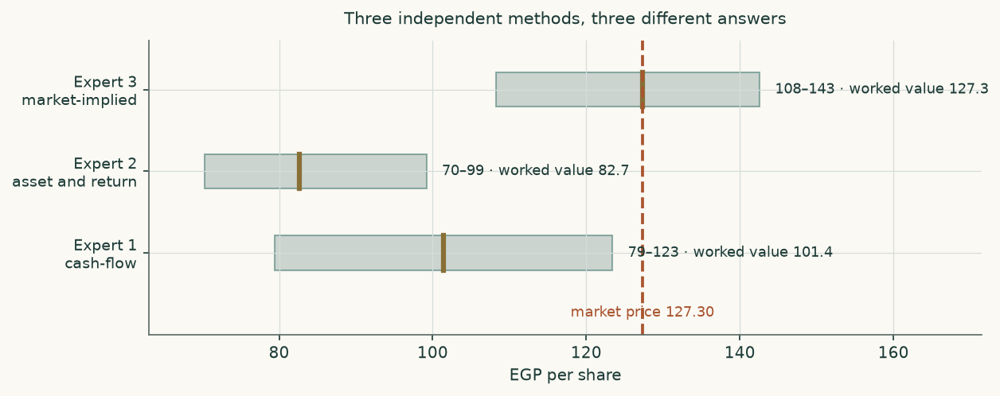 Three independent methods, three different answers
Expert 3
market-implied
108–143 · worked value 127.3
Expert 2
asset and return
70–99 · worked value 82.7
Expert 1
cash-flow
79–123 · worked value 101.4
market price 127.30
80
100
120
140
160
EGP per share